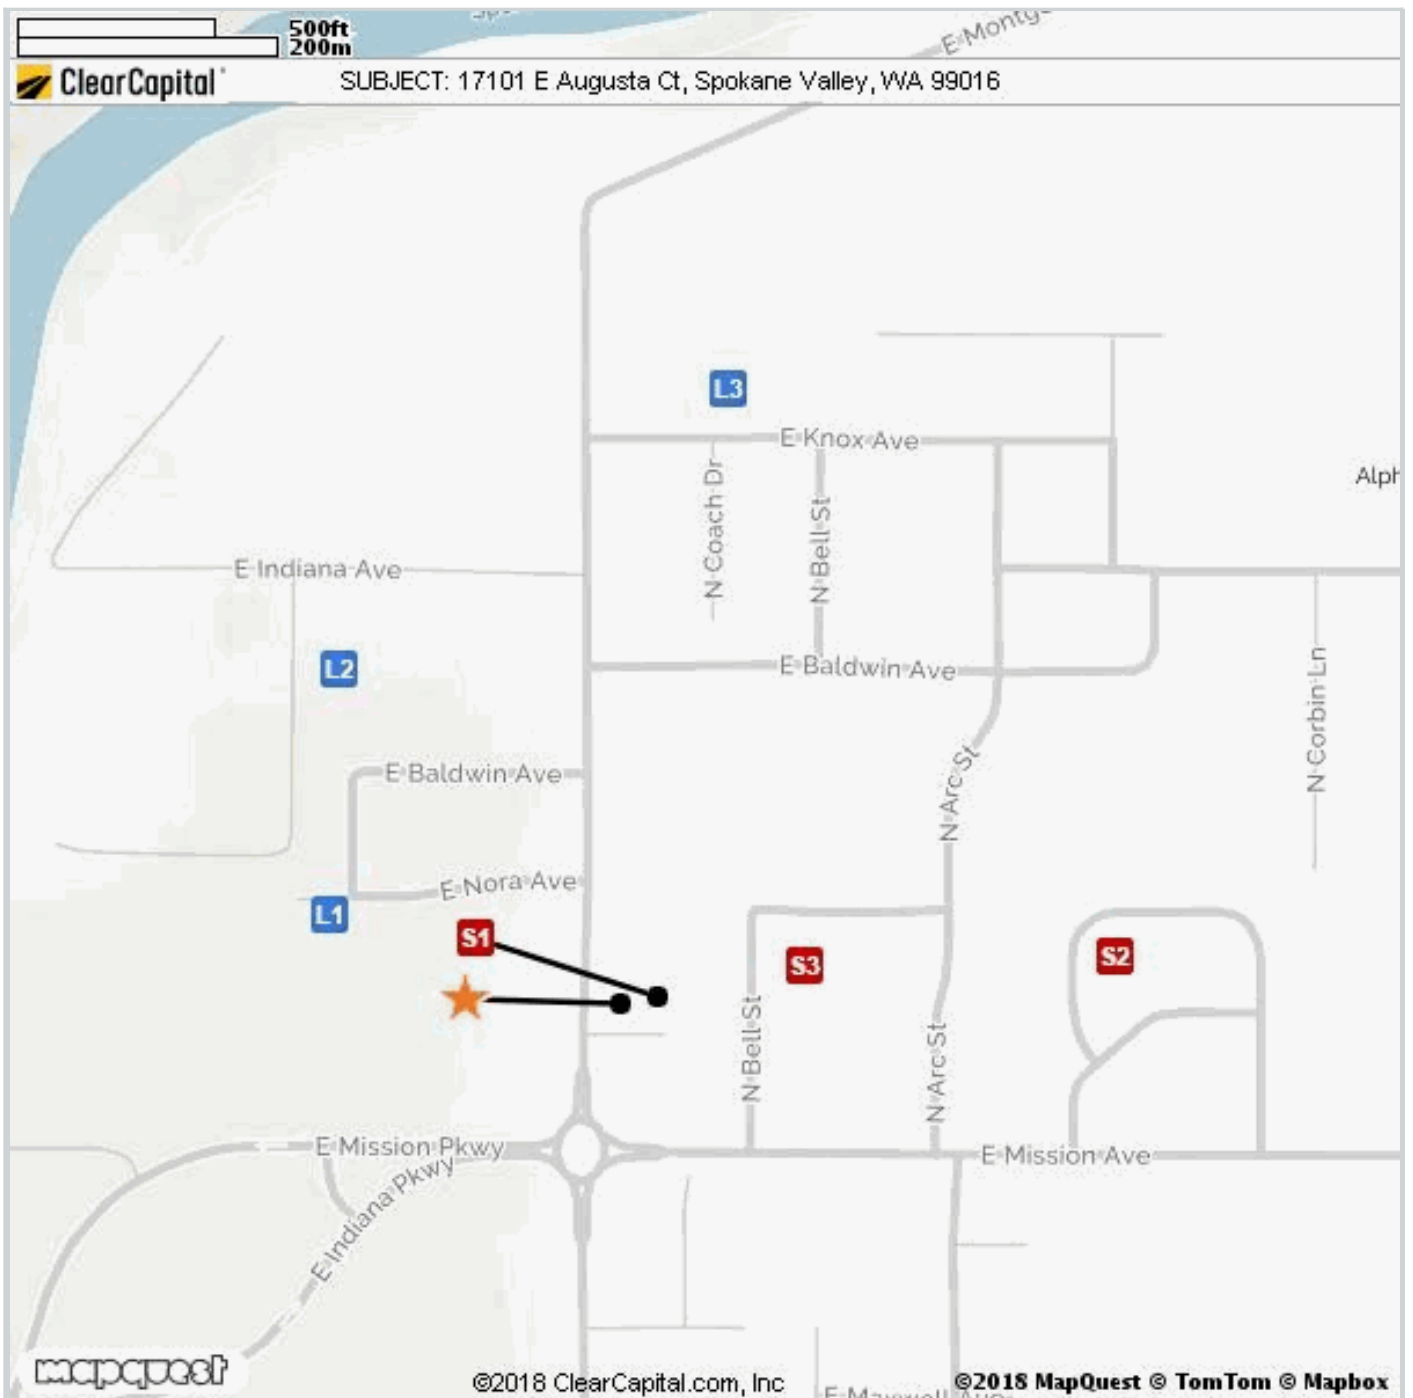 500ft
200m
E Montg
ClearCapital
SUBJECT: 17101 E Augusta Ct, Spokane Valley, WA 99016
L3
E Knox Ave
Alph
N Coach Dr
N Bell St
E Indiana Ave
L2
E Baldwin Ave
N Corbin Ln
E Baldwin Ave
N Arc St
E Nora Ave
L1
S1
S3
S2
N Bell St
N Arc St
E Mission Pkwy
E Mission Ave
E Indiana Pkwy
mapquest
©2018 ClearCapital.com, Inc
©2018 MapQuest © TomTom © Mapbox